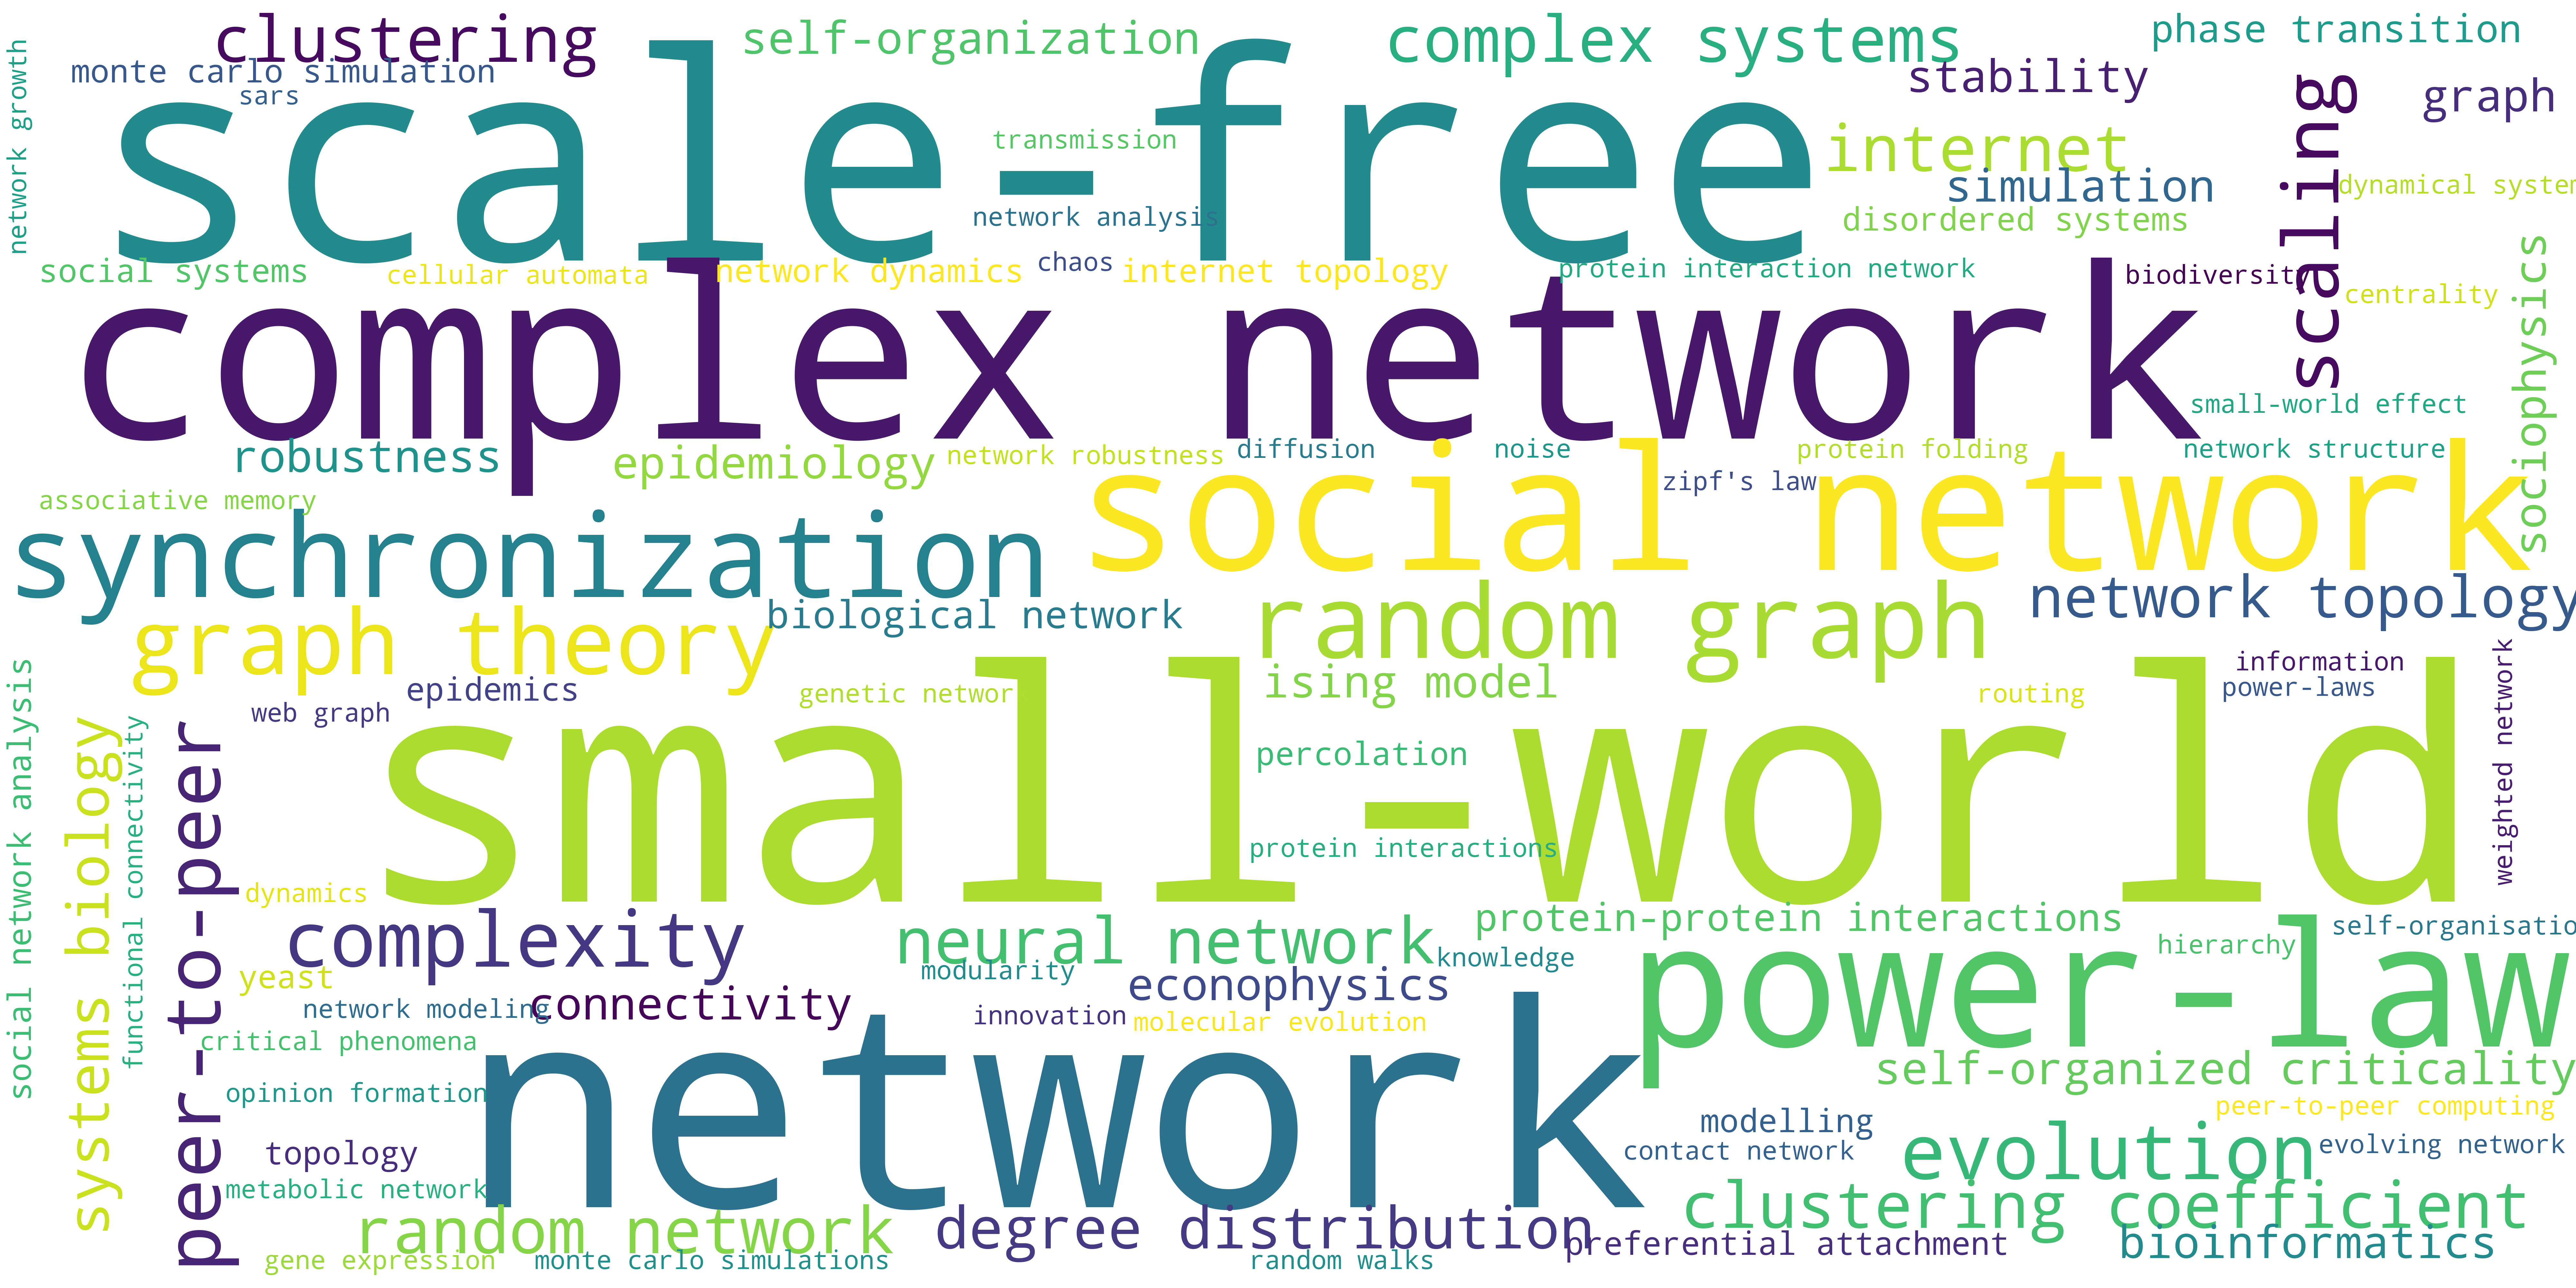 clustering
self-organization
complex systems
phase transition
monte carlo simulation
sars
stability
graph
network growth
scale-free
transmission
internet
scaling
simulation
dynamical system
network analysis
disordered systems
social systems
cellular automata
network dynamics
chaos
internet topology
protein interaction network
biodiversity
centrality
sociophysics
complex network
small-world effect
robustness
epidemiology
network robustness
diffusion
noise
protein folding
network structure
zipf's law
associative memory
social network
synchronization
network topology
random graph
biological network
graph theory
information
epidemics
genetic networ
ising model
routing
power-laws
web graph
weighted network
social network analysis
systems biology
functional connectivity
peer-to-peer
small-world
percolation
protein interactions
dynamics
complexity
neural network
protein-protein interactions
self-organisatio
hierarchy
knowledge
modularity
yeast
econophysics
power-law
network modeling
connectivity
innovation
molecular evolution
critical phenomena
self-organized criticality
opinion formation
network
peer-to-peer computing
modelling
contact network
evolution
evolving network
topology
metabolic network
clustering coefficient
random network
degree distribution
preferential attachment
bioinformatics
gene expression
monte carlo simulations
random walks